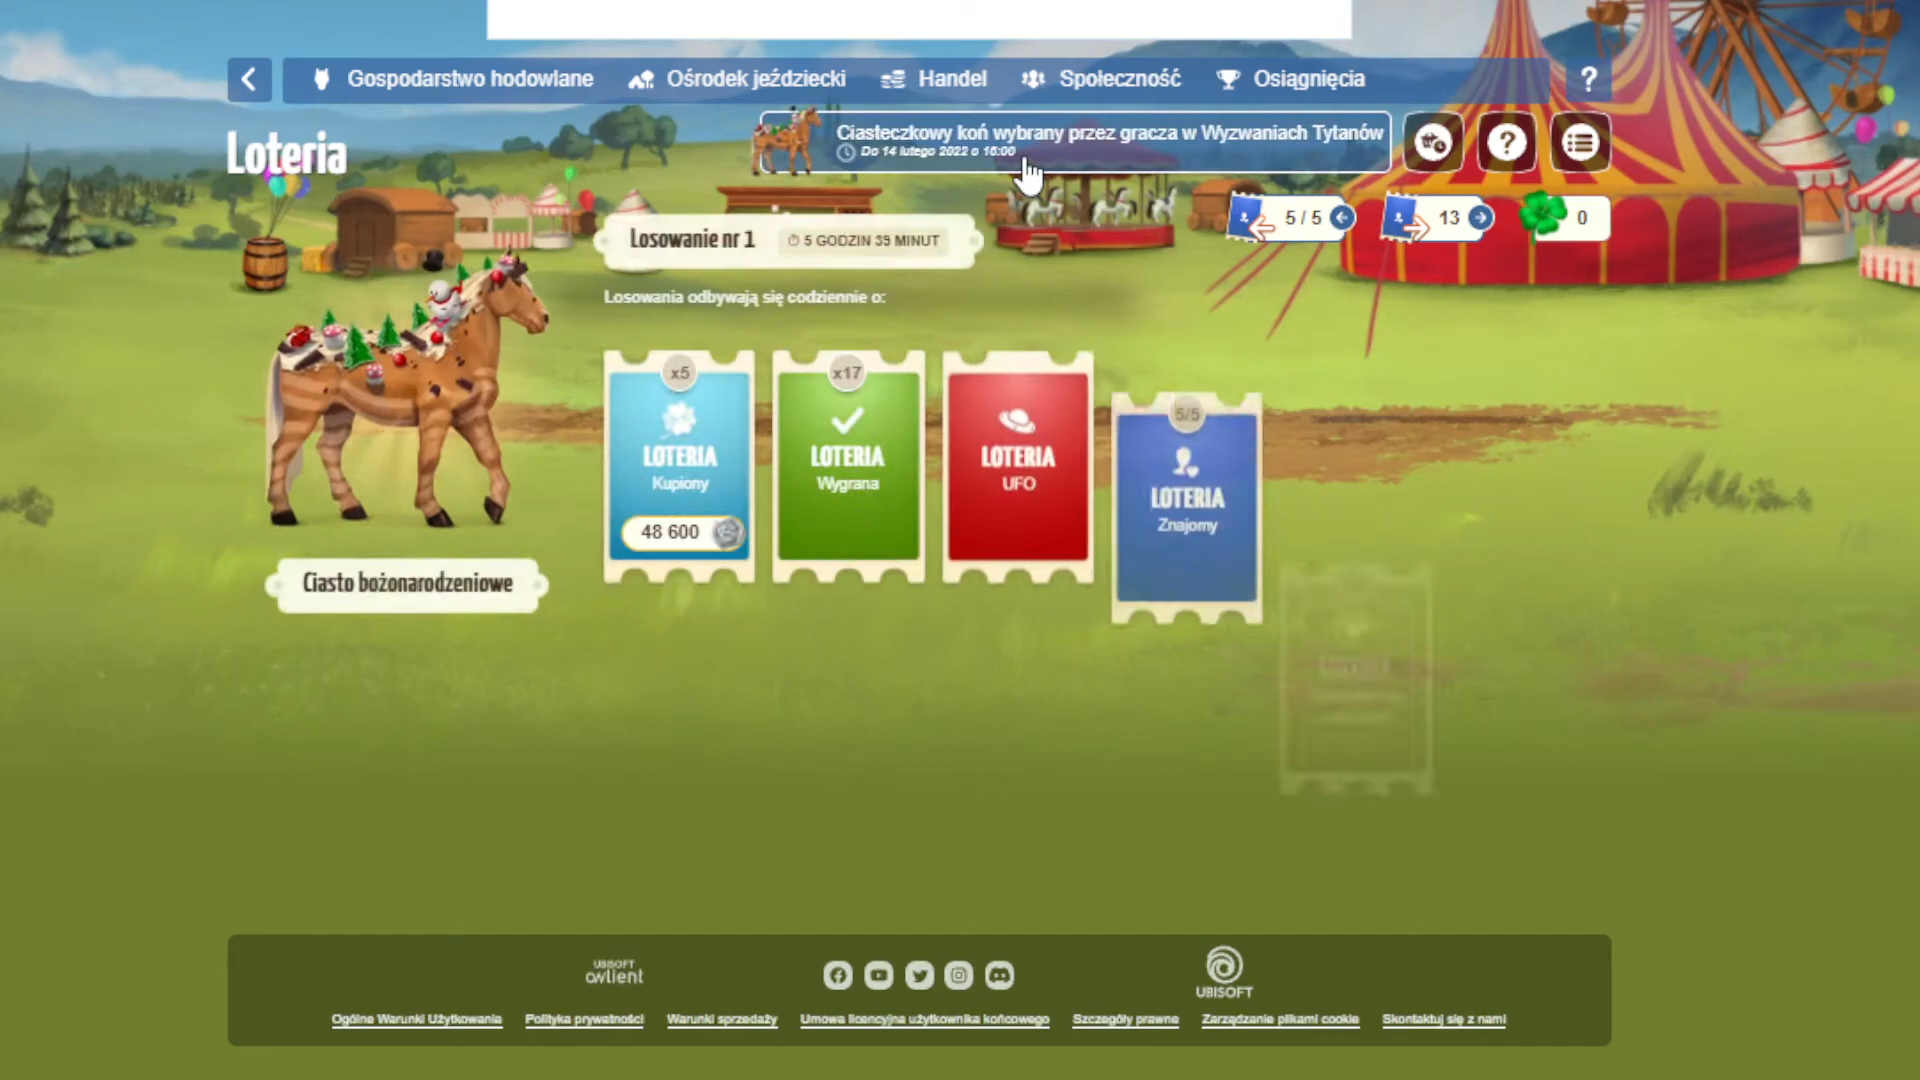 Gospodarstwo hodowlane Ośrodek jeździecki Handel Społeczność Osiągnięcia ?
Loteria
Ciasteczkowy koń wybrany przez gracza w Wyzwaniach Tytanów
Do 14 lutego 2022 o 16:00
?
5 / 5
13
0
Losowanie nr 1
5 GODZIN 39 MINUT
Losowania odbywają się codziennie o:
x5
LOTERIA
Kupiony
48 600
x17
LOTERIA
Wygrana
LOTERIA
UFO
5/5
LOTERIA
Znajomy
Ciasto bożonarodzeniowe
UBISOFT
owlient
UBISOFT
Ogólne Warunki Użytkowania Polityka prywatności Warunki sprzedaży Umowa licencyjna użytkownika końcowego Szczegóły prawne Zarządzanie plikami cookie Skontaktuj się z nami